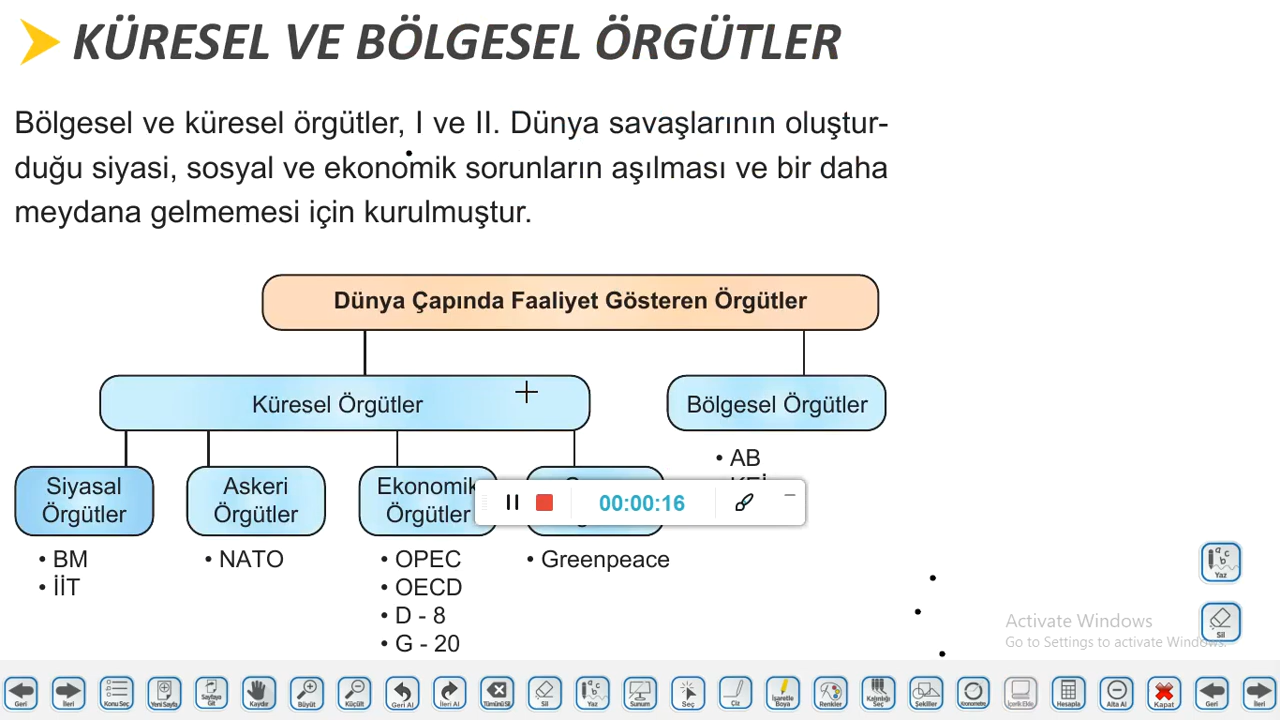 KÜRESEL VE BÖLGESEL ÖRGÜTLER
Bölgesel ve küresel örgütler, I ve II. Dünya savaşlarının oluştur-
duğu siyasi, sosyal ve ekonomik sorunların aşılması ve bir daha
meydana gelmemesi için kurulmuştur.
Dünya Çapında Faaliyet Gösteren Örgütler
Küresel Örgütler
Bölgesel Örgütler
• AB
Siyasal
Örgütler
• BM
• İİT
Askeri
Örgütler
• NATO
Ekonomik
Örgütler
• OPEC
• OECD
• D - 8
• G - 20
• Greenpeace
00:00:16
Yaz
Sil
Activate Windows
Go to Settings to activate Windows.
Geri
İleri
Konu Seç
Yeni Sayfa
Sayfaya
Git
Kaydır
Büyüt
Küçült
Geri Al
İleri Al
Tümünü Sil
Sil
Yaz
Sunum
Seç
Çiz
İşaretle
Boya
Renkler
Kalınlığı
Seç
Şekiller
Kronometre
İçerik Ekle
Hesapla
Alta Al
Kapat
Geri
İleri